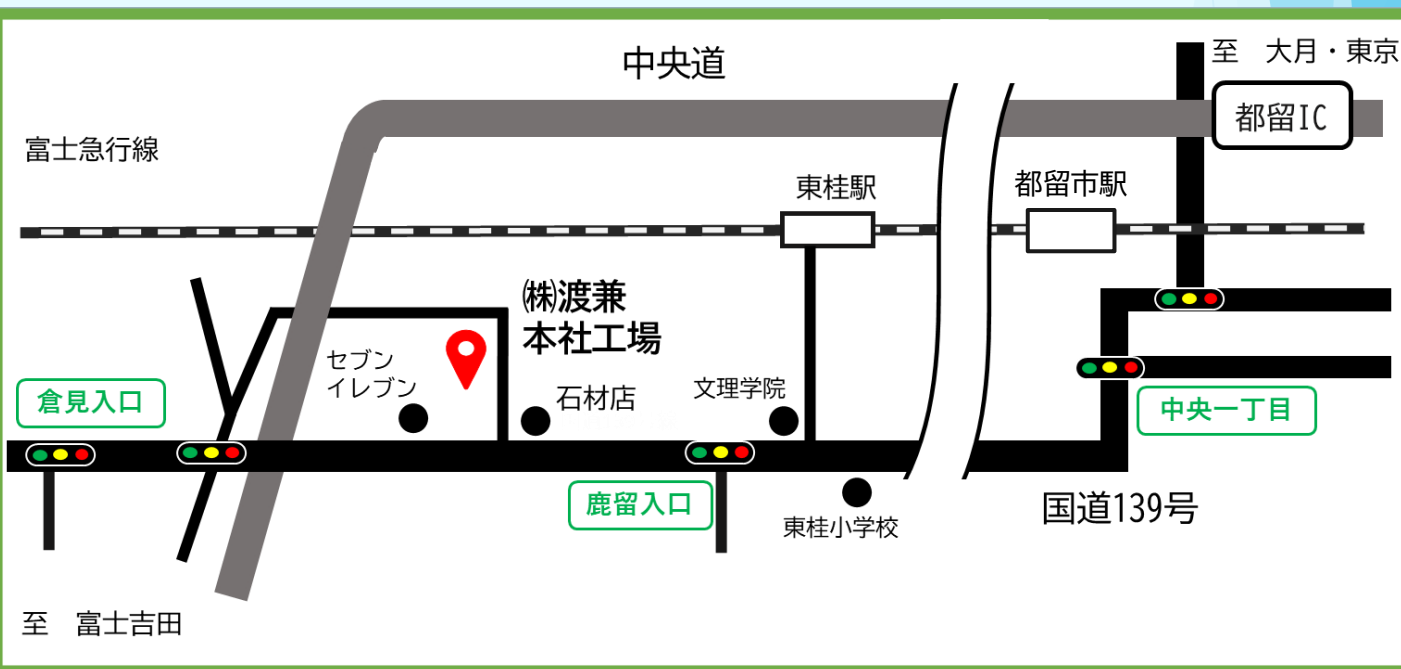 中央道
至　大月・東京
都留IC
富士急行線
東桂駅
都留市駅
㈱渡兼
本社工場
セブン
イレブン
石材店
文理学院
倉見入口
中央一丁目
鹿留入口
東桂小学校
国道139号
至　富士吉田